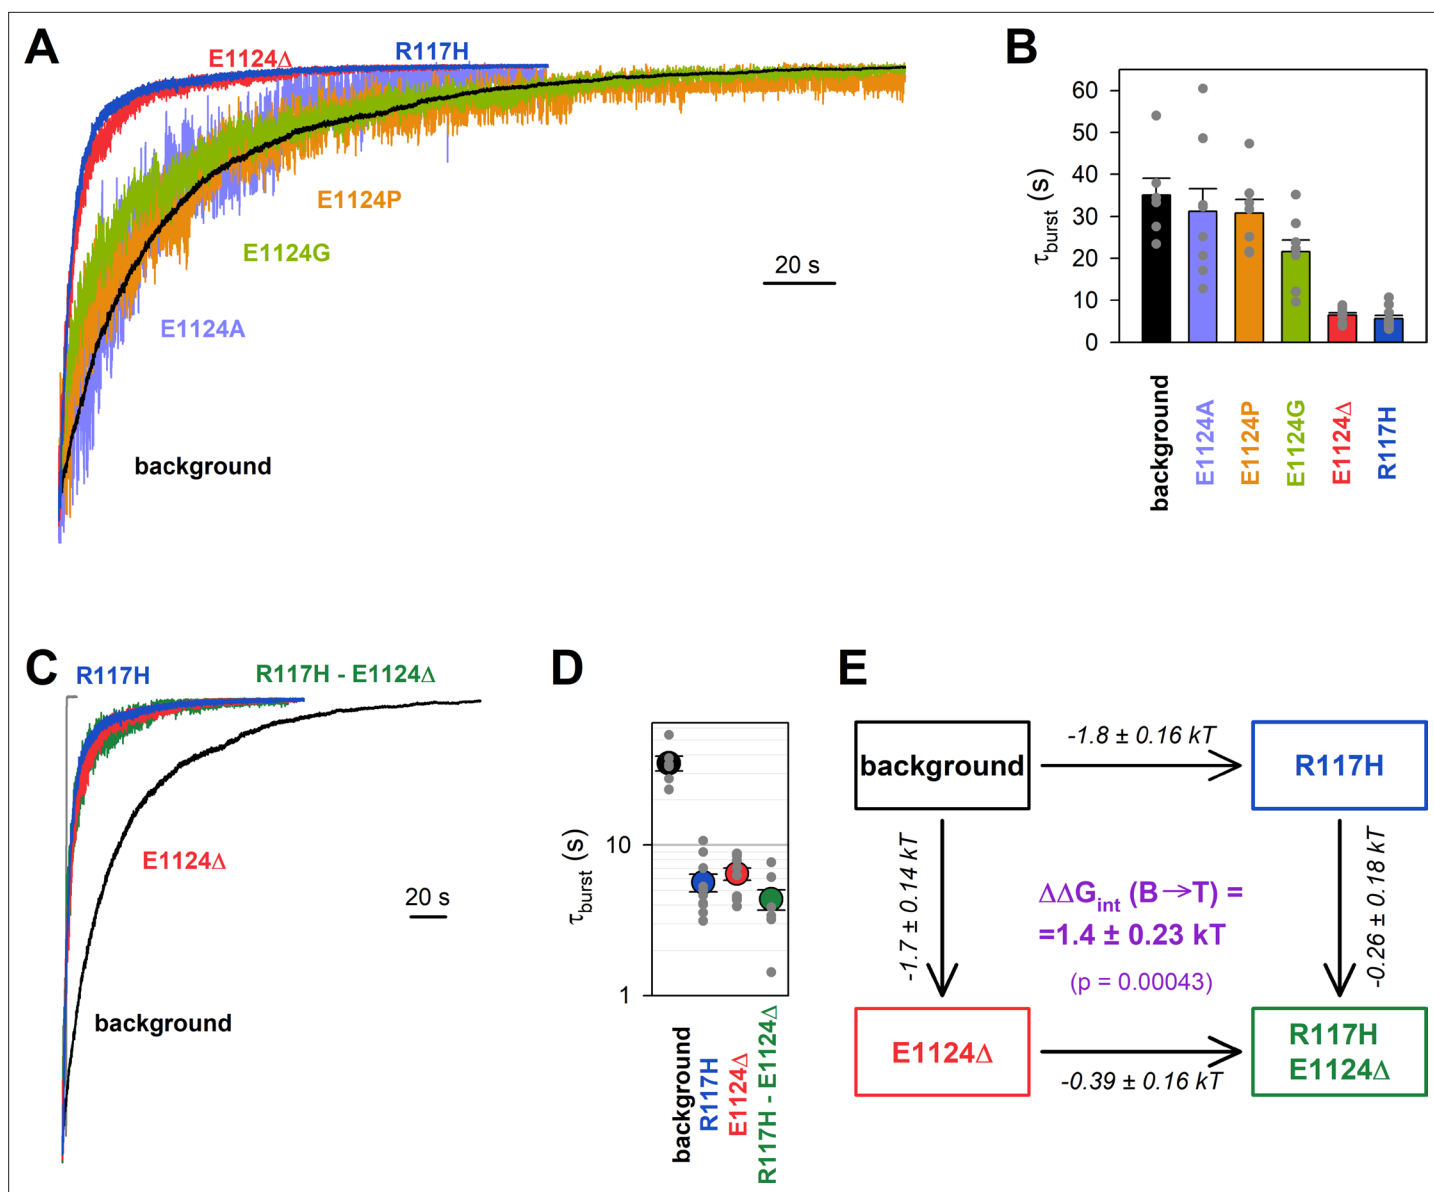 A
E1124Δ
R117H
E1124P
E1124G
E1124A
background
20 s
B
τburst (s)
60
50
40
30
20
10
0
background
E1124A
E1124P
E1124G
E1124Δ
R117H
C
R117H
R117H - E1124Δ
E1124Δ
20 s
background
D
τburst (s)
10
1
background
R117H
E1124Δ
R117H - E1124Δ
E
background
-1.8 ± 0.16 kT
R117H
-1.7 ± 0.14 kT
ΔΔGint (B→T) =
=1.4 ± 0.23 kT
(p = 0.00043)
-0.26 ± 0.18 kT
E1124Δ
-0.39 ± 0.16 kT
R117H
E1124Δ